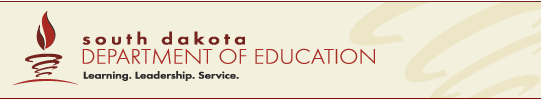 south dakota
DEPARTMENT OF EDUCATION
Learning. Leadership. Service.